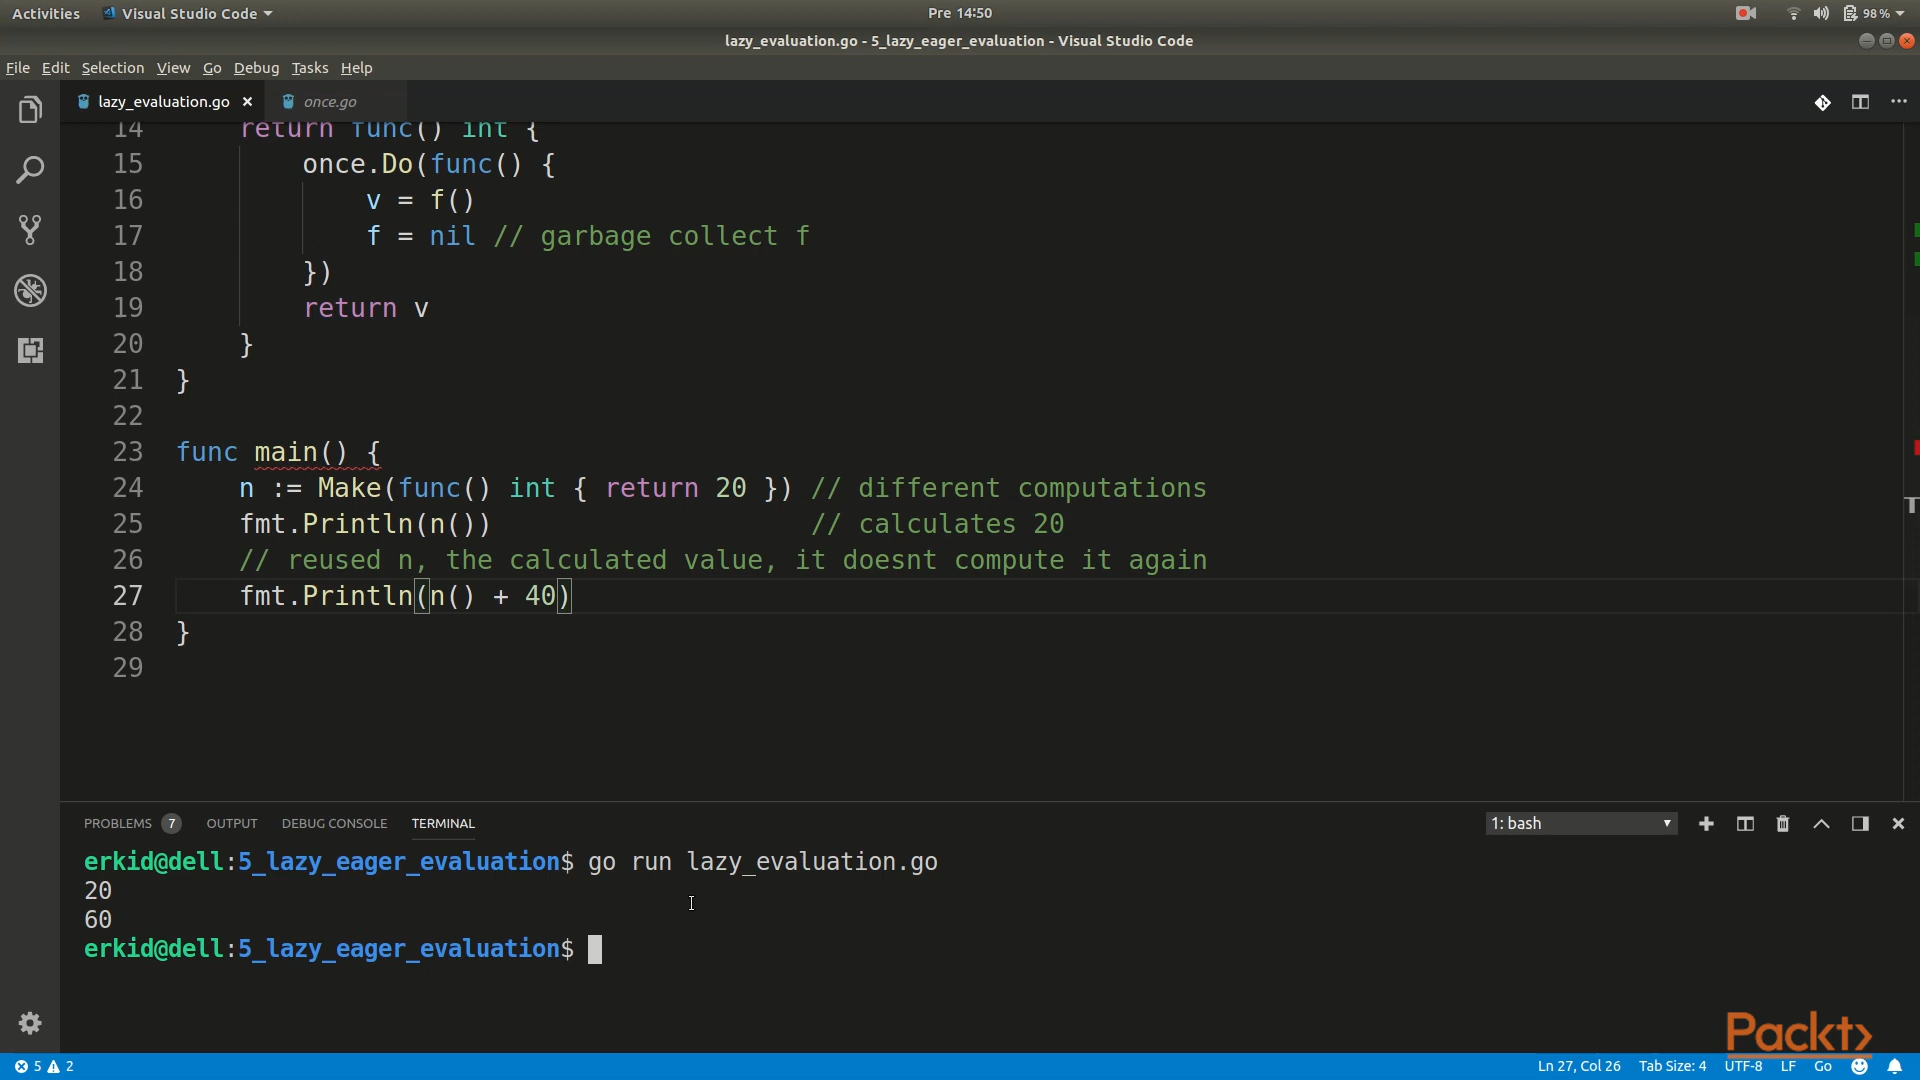 Activities Visual Studio Code Pre 14:50 98 %
lazy_evaluation.go - 5_lazy_eager_evaluation - Visual Studio Code
File Edit Selection View Go Debug Tasks Help
lazy_evaluation.go once.go
14 return func() int {
15 once.Do(func() {
16 v = f()
17 f = nil // garbage collect f
18 })
19 return v
20 }
21 }
22
23 func main() {
24 n := Make(func() int { return 20 }) // different computations
25 fmt.Println(n()) // calculates 20
26 // reused n, the calculated value, it doesnt compute it again
27 fmt.Println(n() + 40)
28 }
29
PROBLEMS 7 OUTPUT DEBUG CONSOLE TERMINAL 1: bash
erkid@dell:5_lazy_eager_evaluation$ go run lazy_evaluation.go
20
60
erkid@dell:5_lazy_eager_evaluation$
Packt
5 2 Ln 27, Col 26 Tab Size: 4 UTF-8 LF Go